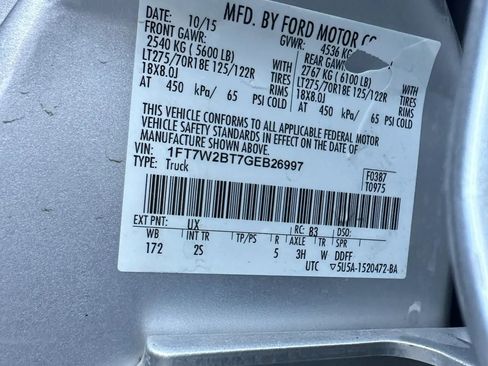 MFD. BY FORD MOTOR CO
10/15 GVWR: 4536 KG
FRONT GAWR: REAR GAWR
2540 KG ( 5600 LB) WITH 2767 KG ( 6100 LB) WITH
LT275/70R18E 125/122R TIRES LT275/70R18E 125/122R TIRES
18X8.0J RIMS 18X8.0J RIMS
AT 450 kPa/ 65 PSI COLD AT 450 kPa/ 65 PSI COLD
THIS VEHICLE CONFORMS TO ALL APPLICABLE FEDERAL MOTOR
VEHICLE SAFETY STANDARDS IN EFFECT ON THE DATE OF
MANUFACTURE SHOWN ABOVE.
VIN: 1FT7W2BT7GEB26997
TYPE: Truck
F0387
T0975
EXT PNT: UX RC: 83 DSO:
WB INT TR TP/PS R AXLE TR SPR
172 2S 5 3H W DDFF
UTC ▽5U5A-1520472-BA